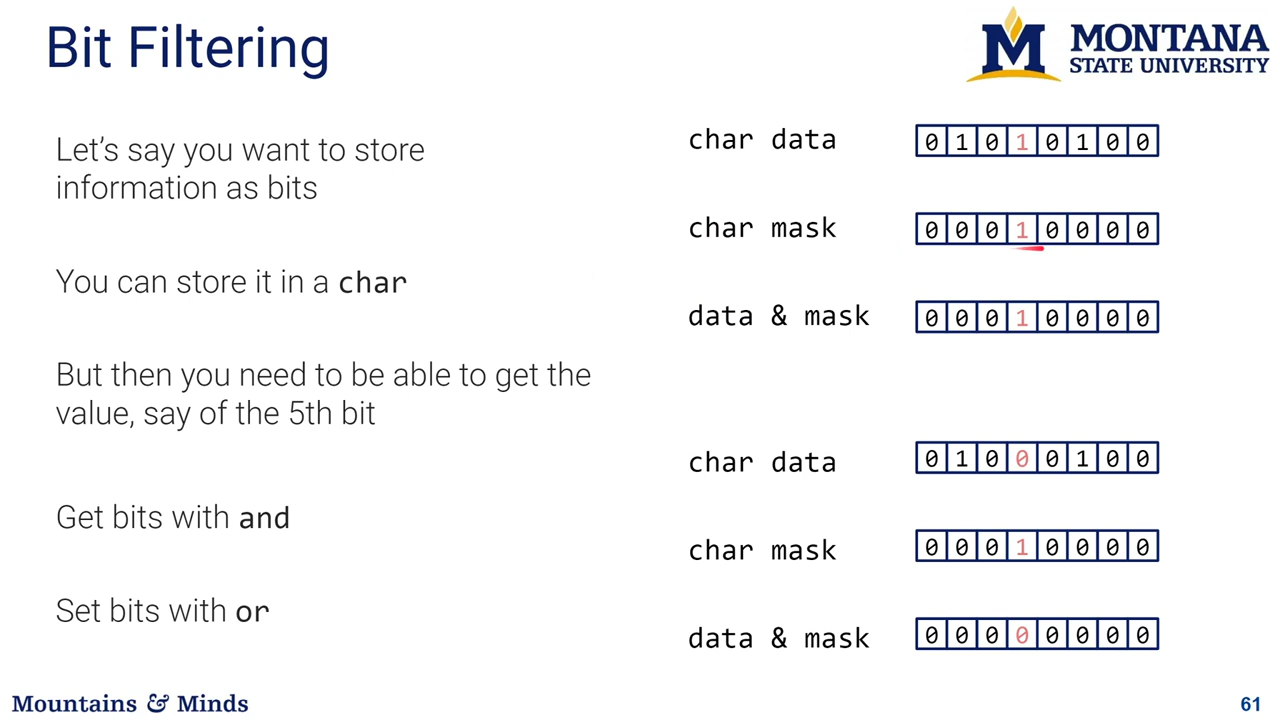 Bit Filtering
MONTANA
STATE UNIVERSITY
M
Let's say you want to store
information as bits
You can store it in a char
But then you need to be able to get the
value, say of the 5th bit
Get bits with and
Set bits with or
char data 0 1 0 1 0 1 0 0
char mask 0 0 0 1 0 0 0 0
data & mask 0 0 0 1 0 0 0 0
char data 0 1 0 0 0 1 0 0
char mask 0 0 0 1 0 0 0 0
data & mask 0 0 0 0 0 0 0 0
Mountains & Minds
61